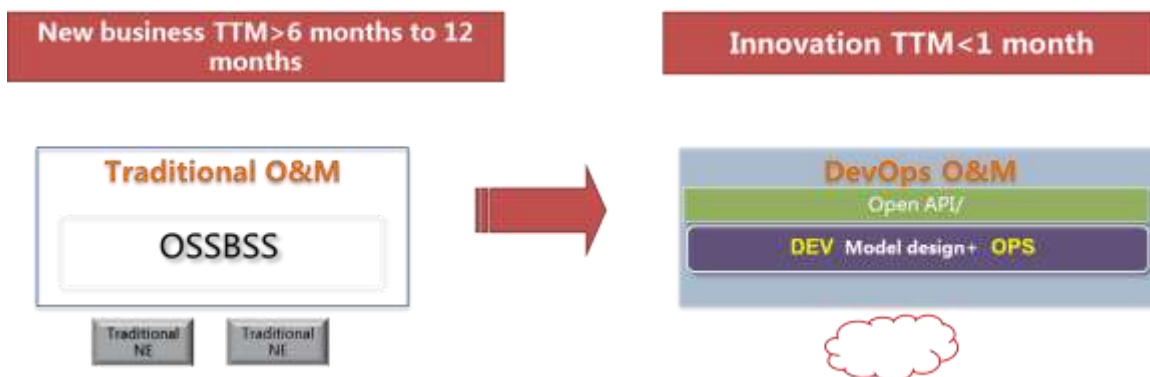 New business TTM>6 months to 12
months
Innovation TTM<1 month
Traditional O&M
OSSBSS
Traditional
NE
Traditional
NE
DevOps O&M
Open API/
DEV Model design+ OPS